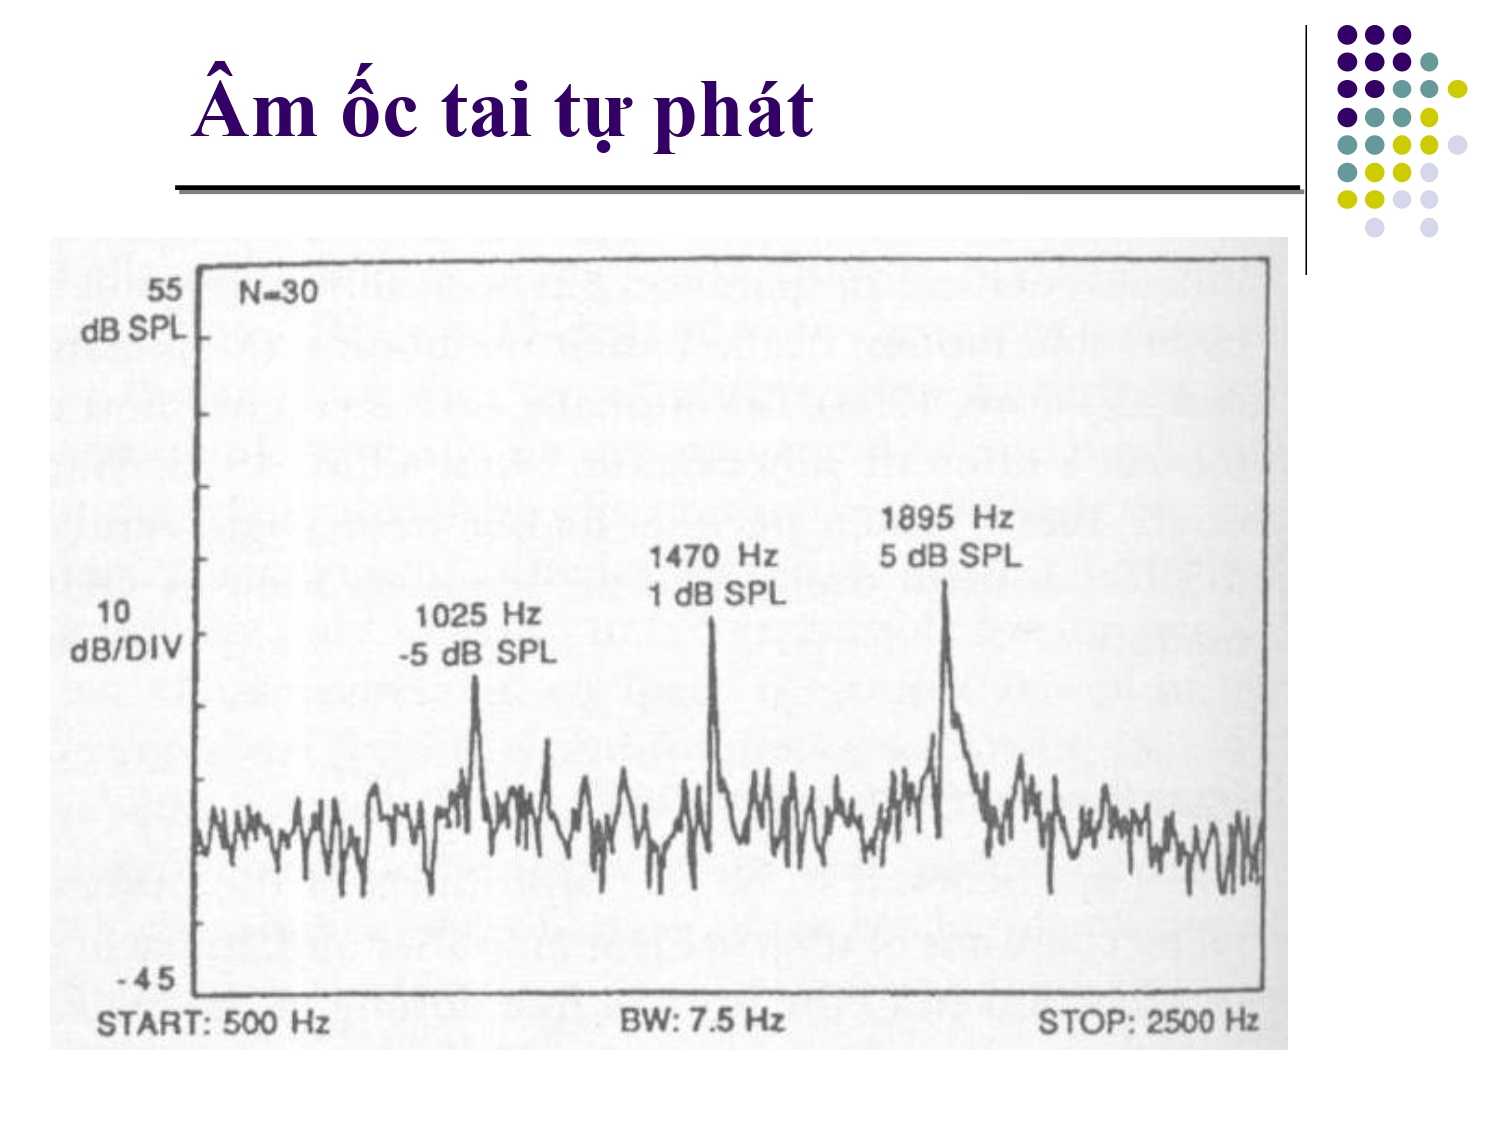 Âm ốc tai tự phát
55
dB SPL
N=30
1895 Hz
5 dB SPL
1470 Hz
1 dB SPL
1025 Hz
-5 dB SPL
10
dB/DIV
-45
START: 500 Hz
BW: 7.5 Hz
STOP: 2500 Hz